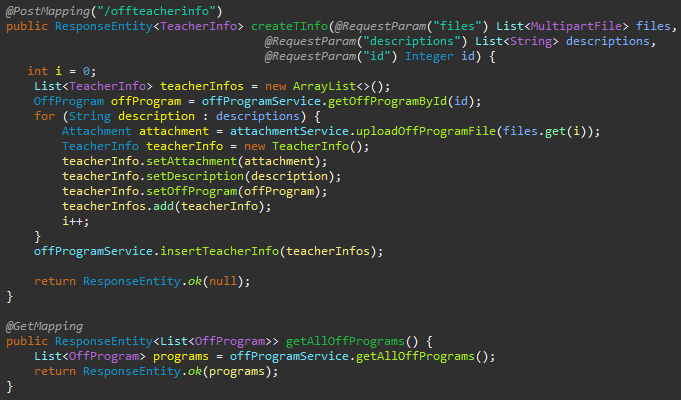 @PostMapping("/offteacherinfo")
public ResponseEntity<TeacherInfo> createTInfo(@RequestParam("files") List<MultipartFile> files,
                                     @RequestParam("descriptions") List<String> descriptions,
                                     @RequestParam("id") Integer id) {
   int i = 0;
    List<TeacherInfo> teacherInfos = new ArrayList<>();
    OffProgram offProgram = offProgramService.getOffProgramById(id);
    for (String description : descriptions) {
        Attachment attachment = attachmentService.uploadOffProgramFile(files.get(i));
        TeacherInfo teacherInfo = new TeacherInfo();
        teacherInfo.setAttachment(attachment);
        teacherInfo.setDescription(description);
        teacherInfo.setOffProgram(offProgram);
        teacherInfos.add(teacherInfo);
        i++;
    }
    offProgramService.insertTeacherInfo(teacherInfos);

    return ResponseEntity.ok(null);
}

@GetMapping
public ResponseEntity<List<OffProgram>> getAllOffPrograms() {
    List<OffProgram> programs = offProgramService.getAllOffPrograms();
    return ResponseEntity.ok(programs);
}